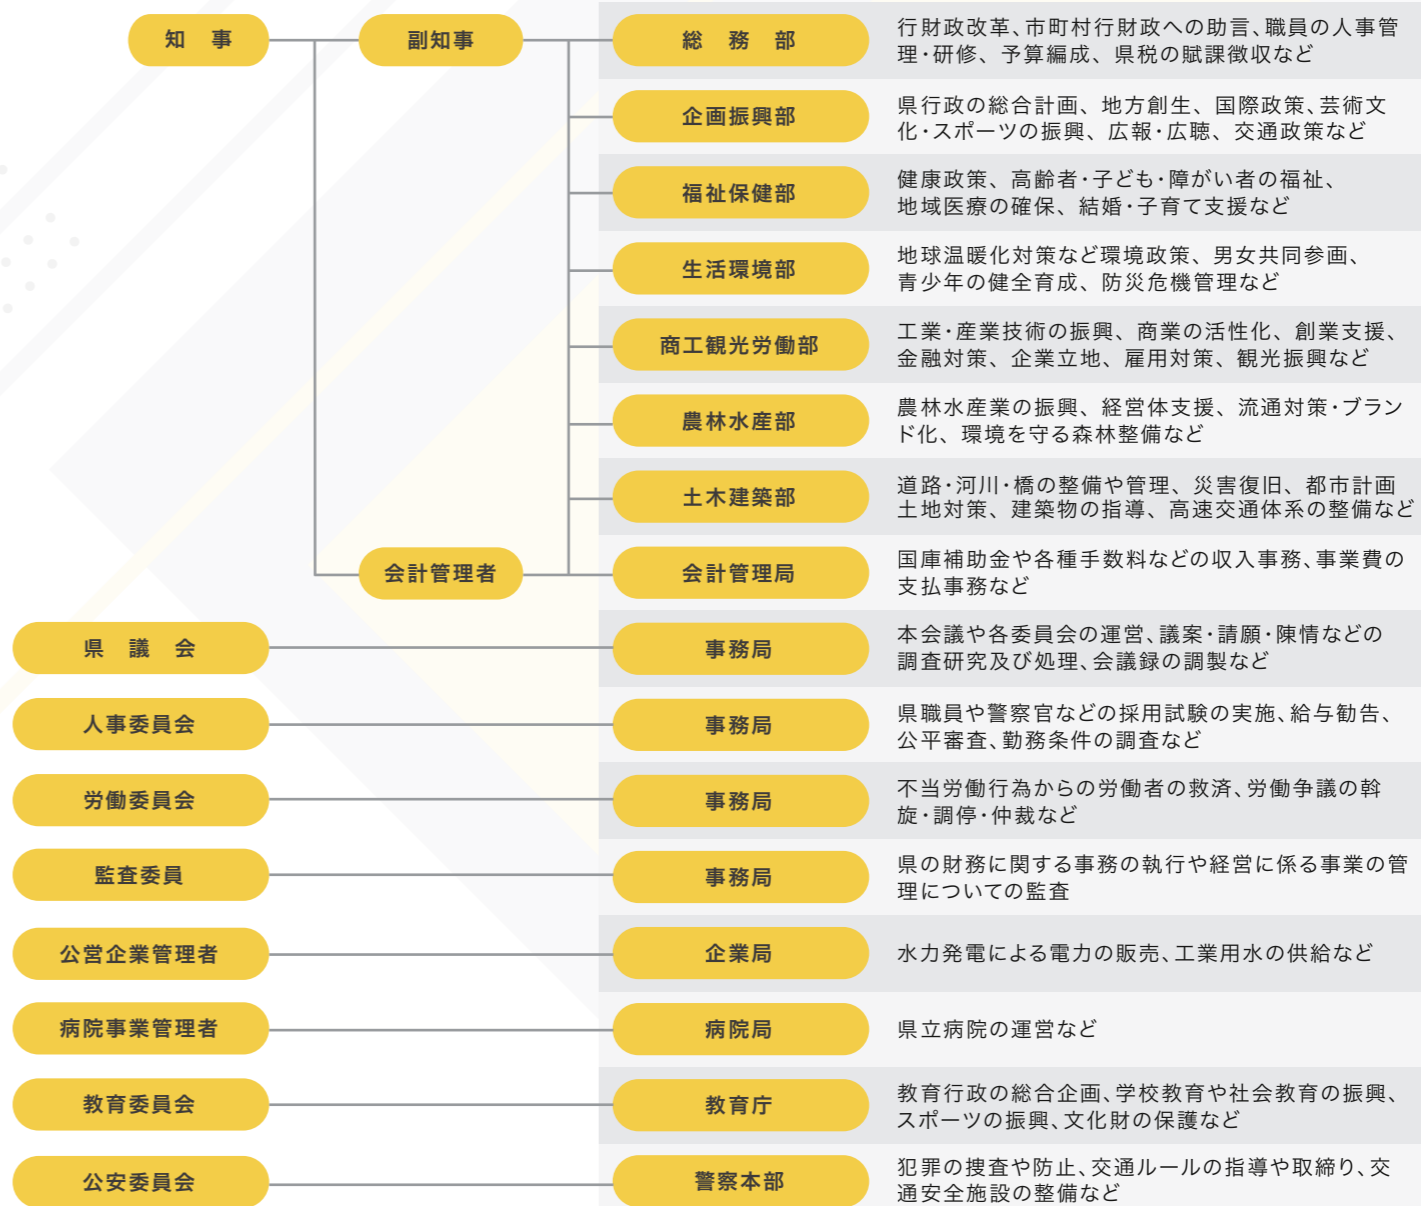 知　事
副知事
総　務　部
行財政改革、市町村行財政への助言、職員の人事管
理・研修、予算編成、県税の賦課徴収など
企画振興部
県行政の総合計画、地方創生、国際政策、芸術文
化・スポーツの振興、広報・広聴、交通政策など
福祉保健部
健康政策、高齢者・子ども・障がい者の福祉、
地域医療の確保、結婚・子育て支援など
生活環境部
地球温暖化対策など環境政策、男女共同参画、
青少年の健全育成、防災危機管理など
商工観光労働部
工業・産業技術の振興、商業の活性化、創業支援、
金融対策、企業立地、雇用対策、観光振興など
農林水産部
農林水産業の振興、経営体支援、流通対策・ブラン
ド化、環境を守る森林整備など
土木建築部
道路・河川・橋の整備や管理、災害復旧、都市計画
土地対策、建築物の指導、高速交通体系の整備など
会計管理者
会計管理局
国庫補助金や各種手数料などの収入事務、事業費の
支払事務など
県　議　会
事務局
本会議や各委員会の運営、議案・請願・陳情などの
調査研究及び処理、会議録の調製など
人事委員会
事務局
県職員や警察官などの採用試験の実施、給与勧告、
公平審査、勤務条件の調査など
労働委員会
事務局
不当労働行為からの労働者の救済、労働争議の斡
旋・調停・仲裁など
監査委員
事務局
県の財務に関する事務の執行や経営に係る事業の管
理についての監査
公営企業管理者
企業局
水力発電による電力の販売、工業用水の供給など
病院事業管理者
病院局
県立病院の運営など
教育委員会
教育庁
教育行政の総合企画、学校教育や社会教育の振興、
スポーツの振興、文化財の保護など
公安委員会
警察本部
犯罪の捜査や防止、交通ルールの指導や取締り、交
通安全施設の整備など